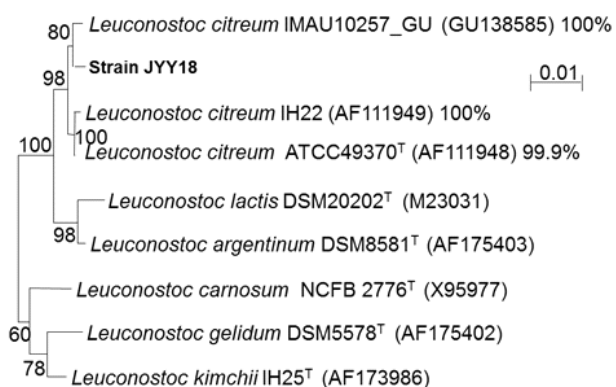 80 Leuconostoc citreum IMAU10257_GU (GU138585) 100%
98 Strain JYY18
0.01
Leuconostoc citreum IH22 (AF111949) 100%
100 100
Leuconostoc citreum ATCC49370ᵀ (AF111948) 99.9%
Leuconostoc lactis DSM20202ᵀ (M23031)
98 Leuconostoc argentinum DSM8581ᵀ (AF175403)
Leuconostoc carnosum NCFB 2776ᵀ (X95977)
60 Leuconostoc gelidum DSM5578ᵀ (AF175402)
78 Leuconostoc kimchii IH25ᵀ (AF173986)